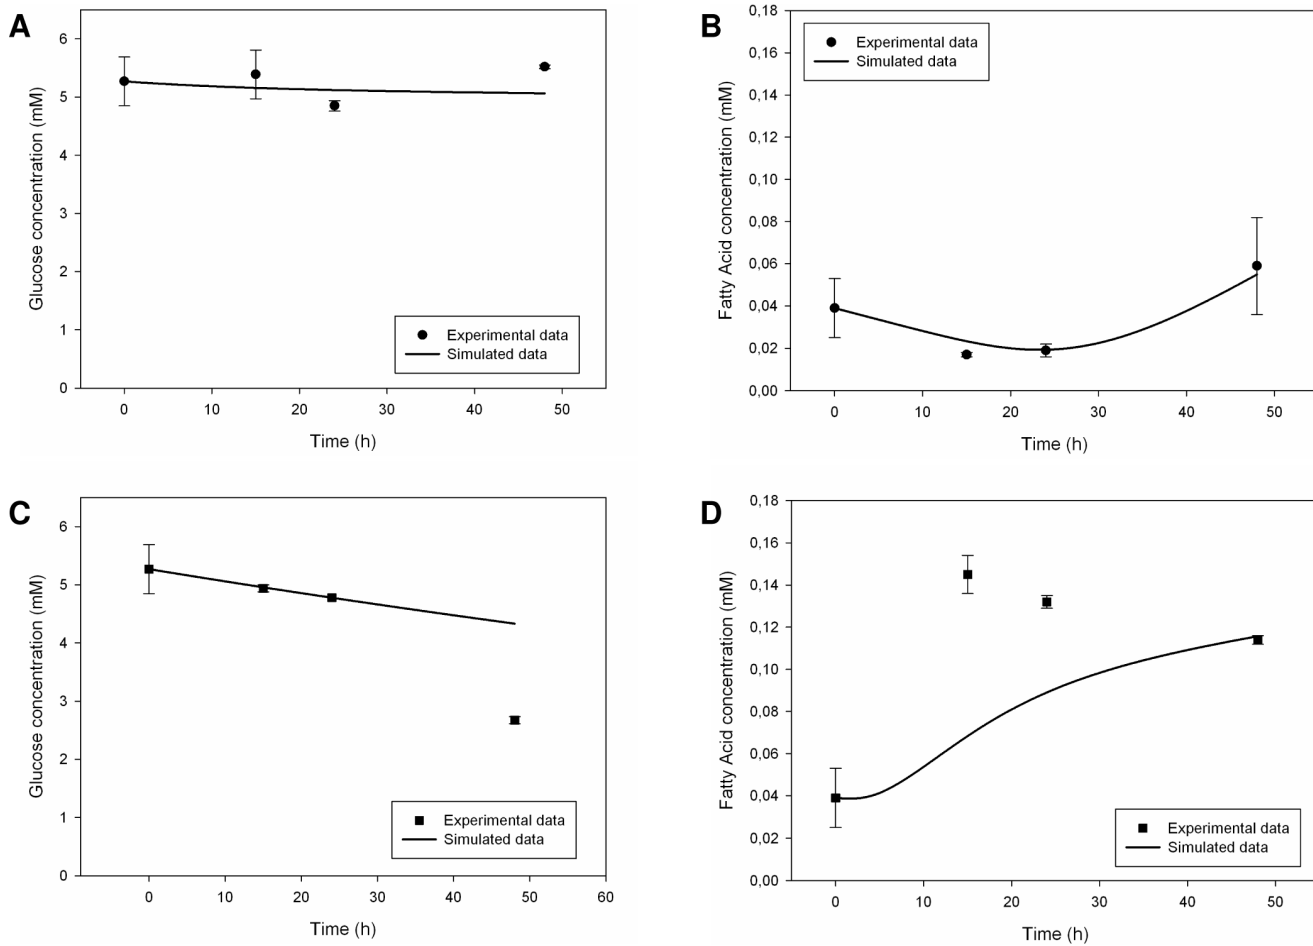 A
Glucose concentration (mM)
6
5
4
3
2
1
0
Experimental data
Simulated data
0 10 20 30 40 50
Time (h)
B
Fatty Acid concentration (mM)
0,18
0,16
0,14
0,12
0,10
0,08
0,06
0,04
0,02
0,00
Experimental data
Simulated data
0 10 20 30 40 50
Time (h)
C
Glucose concentration (mM)
6
5
4
3
2
1
0
Experimental data
Simulated data
0 10 20 30 40 50 60
Time (h)
D
Fatty Acid concentration (mM)
0,18
0,16
0,14
0,12
0,10
0,08
0,06
0,04
0,02
0,00
Experimental data
Simulated data
0 10 20 30 40 50
Time (h)